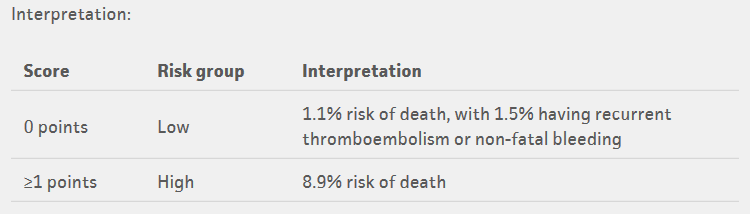 Interpretation:
Score Risk group Interpretation
0 points Low 1.1% risk of death, with 1.5% having recurrent
thromboembolism or non-fatal bleeding
≥1 points High 8.9% risk of death